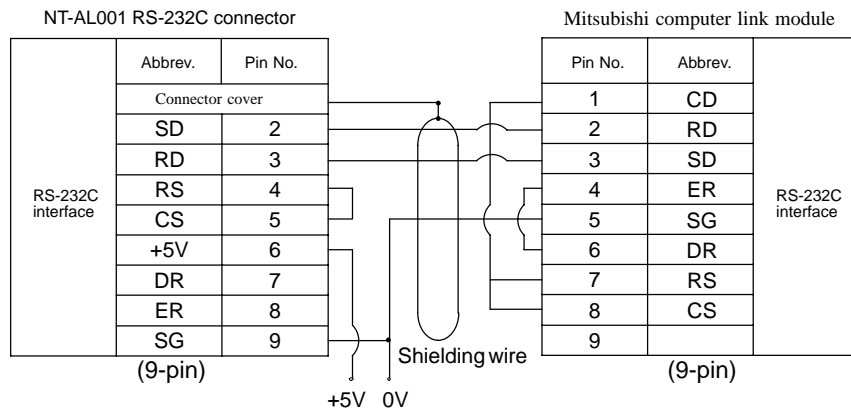 NT-AL001 RS-232C connector
Mitsubishi computer link module
Abbrev. Pin No.
Connector cover
SD 2
RD 3
RS 4
CS 5
+5V 6
DR 7
ER 8
SG 9
RS-232C
interface
(9-pin)
+5V 0V
Shielding wire
Pin No. Abbrev.
1 CD
2 RD
3 SD
4 ER
5 SG
6 DR
7 RS
8 CS
9
RS-232C
interface
(9-pin)